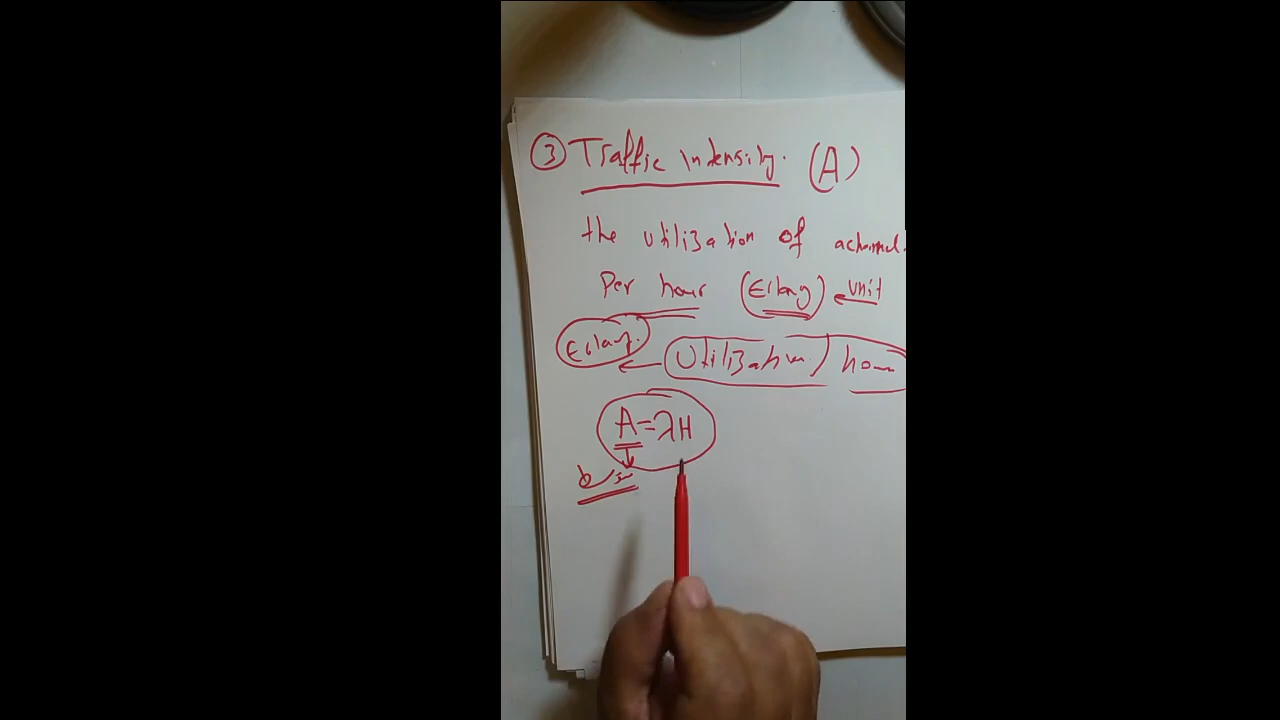 ③ Traffic Intensity. (A)
the utilization of a channel.
Per hour (Erlang) ← unit
Erlang. ← Utilization / hour
A = λH